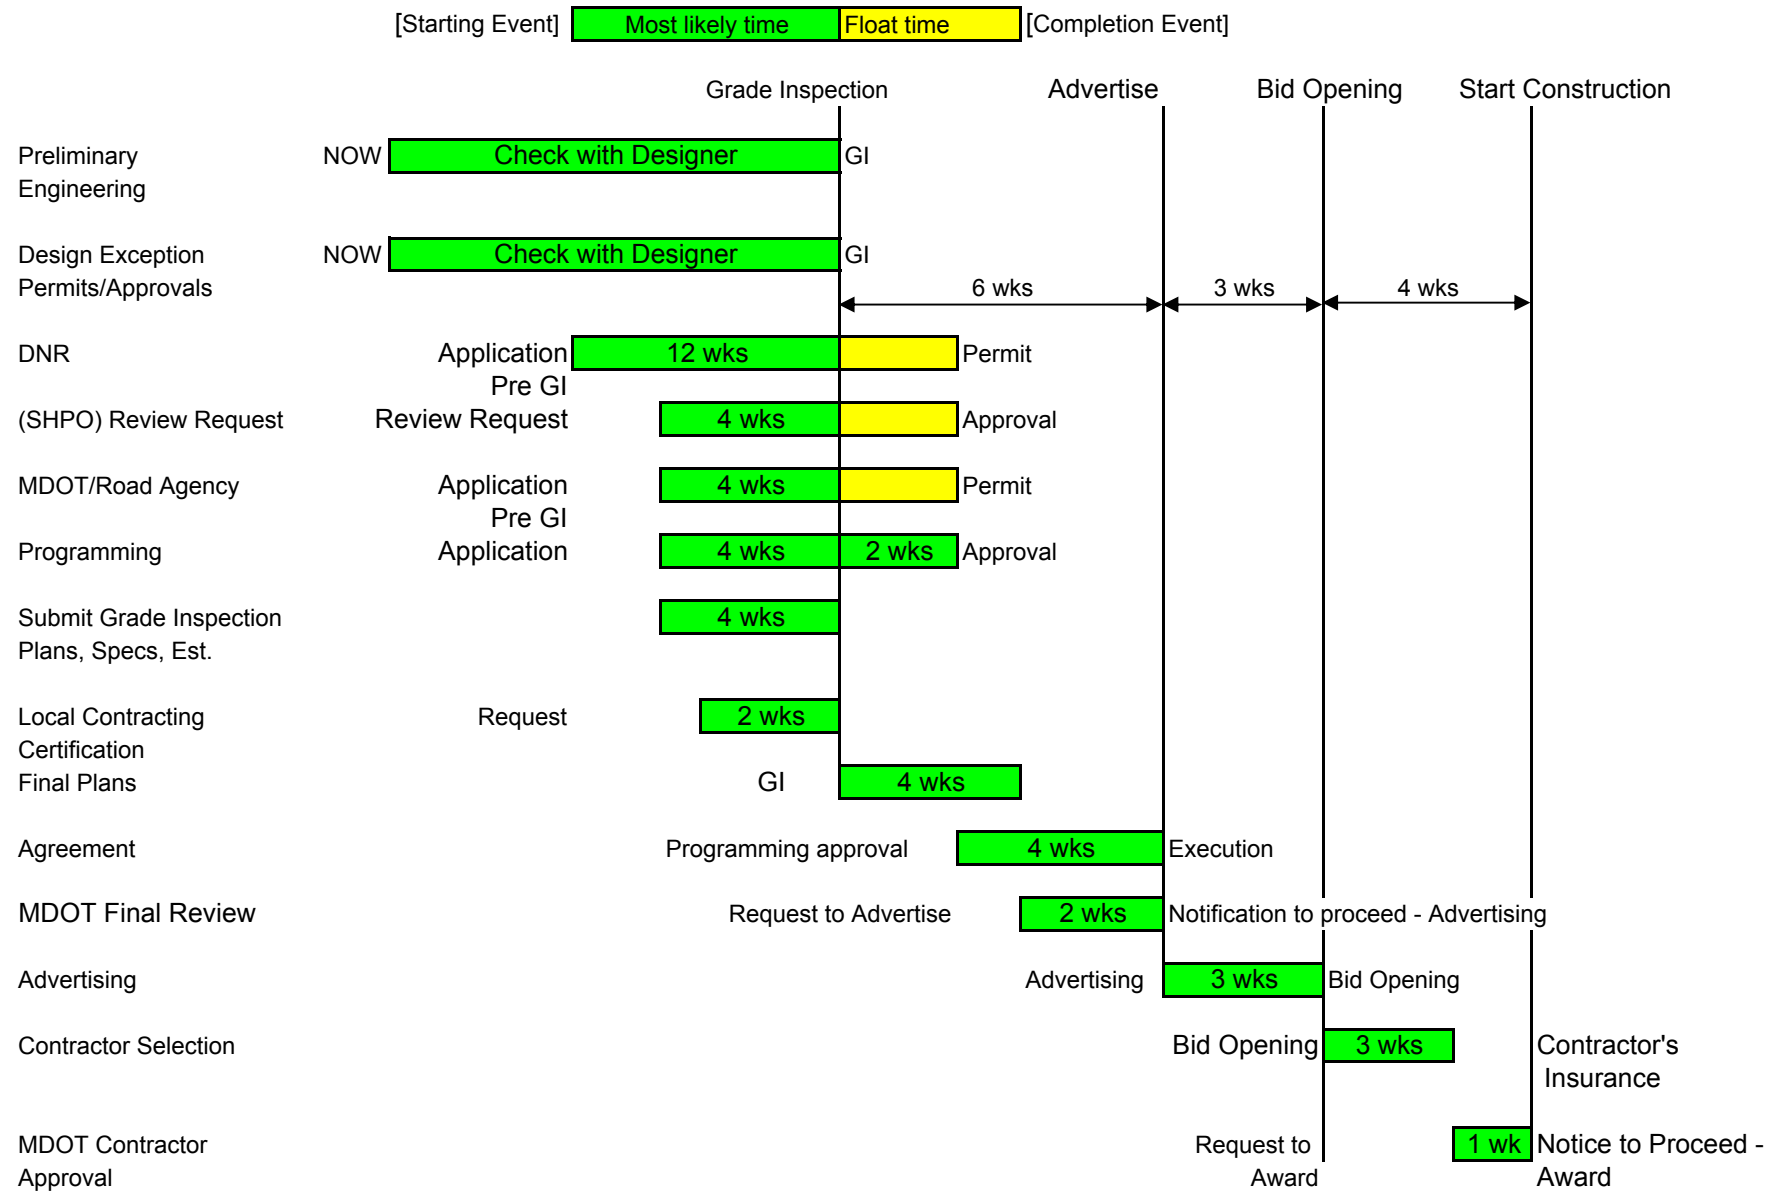 [Starting Event] Most likely time Float time [Completion Event]
Grade Inspection Advertise Bid Opening Start Construction
Preliminary NOW Check with Designer GI
Engineering
Design Exception NOW Check with Designer GI
Permits/Approvals
6 wks 3 wks 4 wks
DNR Application 12 wks Permit
Pre GI
(SHPO) Review Request Review Request 4 wks Approval
MDOT/Road Agency Application 4 wks Permit
Pre GI
Programming Application 4 wks 2 wks Approval
Submit Grade Inspection 4 wks
Plans, Specs, Est.
Local Contracting Request 2 wks
Certification
Final Plans GI 4 wks
Agreement Programming approval 4 wks Execution
MDOT Final Review Request to Advertise 2 wks Notification to proceed - Advertising
Advertising Advertising 3 wks Bid Opening
Contractor Selection Bid Opening 3 wks Contractor's
Insurance
MDOT Contractor Request to 1 wk Notice to Proceed -
Approval Award Award